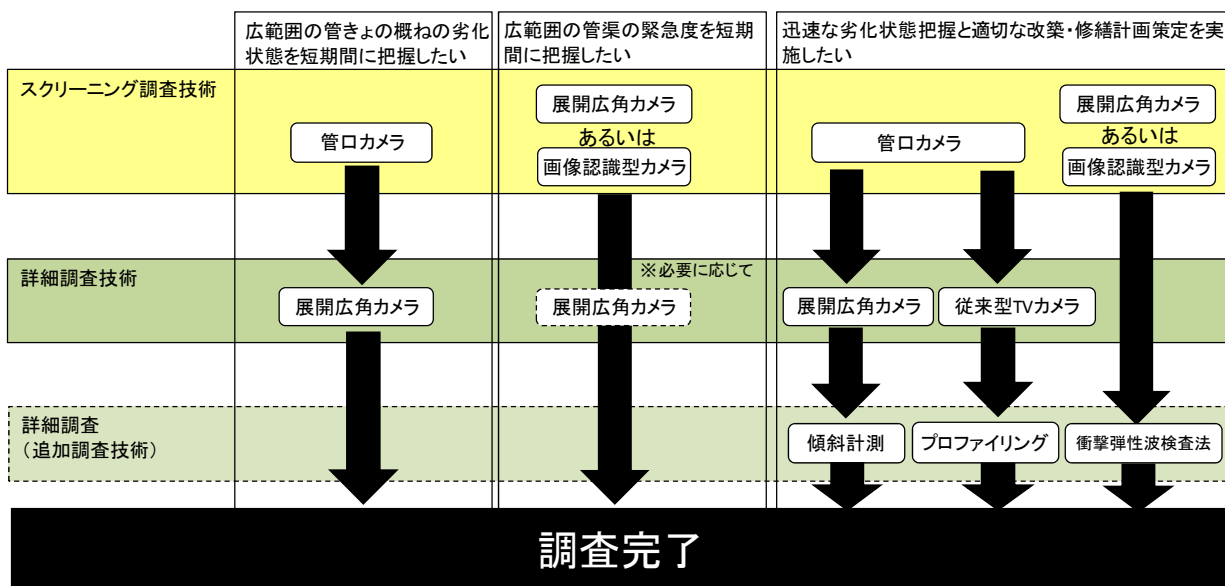 広範囲の管きょの概ねの劣化
状態を短期間に把握したい
広範囲の管渠の緊急度を短期
間に把握したい
迅速な劣化状態把握と適切な改築・修繕計画策定を実
施したい
スクリーニング調査技術
管口カメラ
展開広角カメラ
あるいは
画像認識型カメラ
管口カメラ
展開広角カメラ
あるいは
画像認識型カメラ
詳細調査技術
展開広角カメラ
※必要に応じて
展開広角カメラ
展開広角カメラ
従来型TVカメラ
詳細調査
（追加調査技術）
傾斜計測
プロファイリング
衝撃弾性波検査法
調査完了